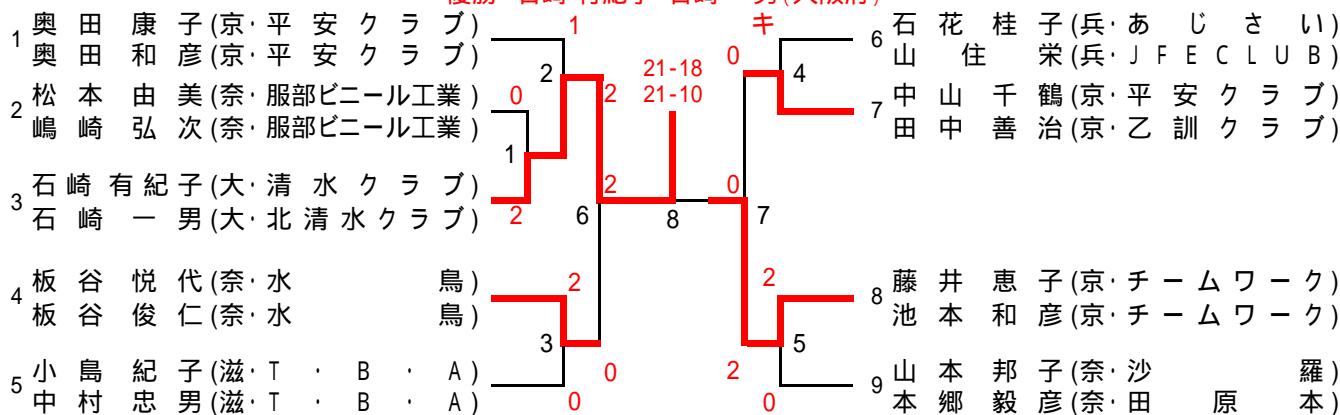 1 奥田康子(京・平安クラブ)
奥田和彦(京・平安クラブ)
2 松本由美(奈・服部ビニール工業)
嶋崎弘次(奈・服部ビニール工業)
3 石崎有紀子(大・清水クラブ)
石崎一男(大・北清水クラブ)
4 板谷悦代(奈・水鳥)
板谷俊仁(奈・水鳥)
5 小島紀子(滋・T・B・A)
中村忠男(滋・T・B・A)
1
2
0
2
1
2
2
6
2
3
0
0
21-18
21-10
8
キ
0
4
0
7
2
5
2
0
6 石花桂子(兵・あじさい)
山住栄(兵・JFECLUB)
7 中山千鶴(京・平安クラブ)
田中善治(京・乙訓クラブ)
8 藤井恵子(京・チームワーク)
池本和彦(京・チームワーク)
9 山本邦子(奈・沙羅)
本郷毅彦(奈・田原本)